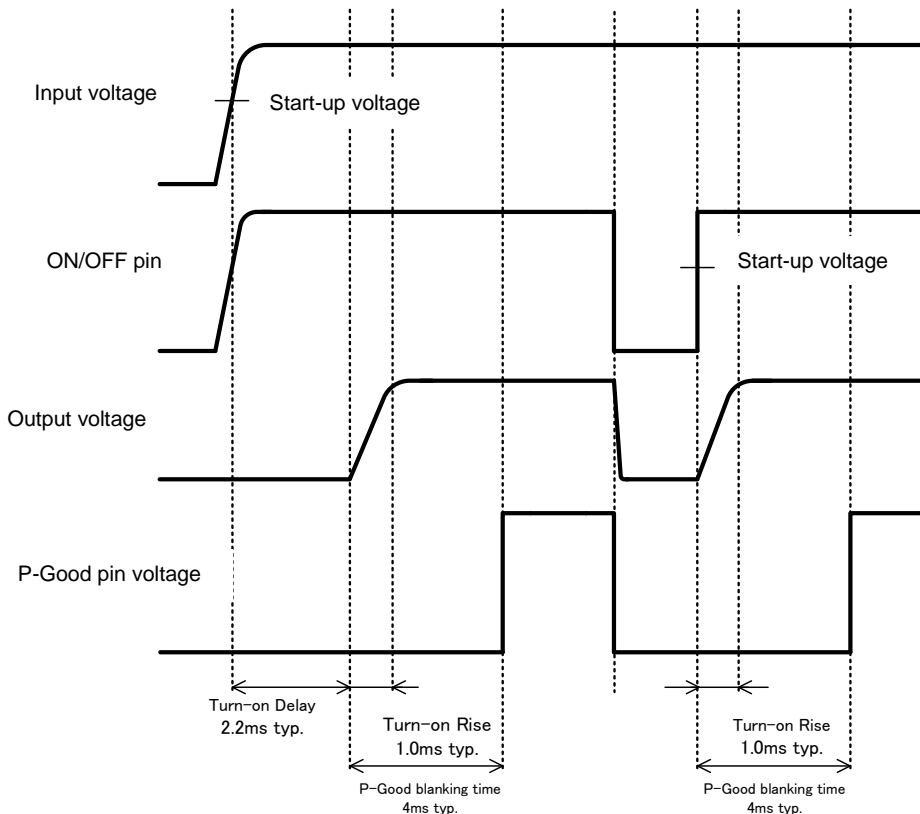 Input voltage
Start-up voltage
ON/OFF pin
Start-up voltage
Output voltage
P-Good pin voltage
Turn-on Delay
2.2ms typ.
Turn-on Rise
1.0ms typ.
Turn-on Rise
1.0ms typ.
P-Good blanking time
4ms typ.
P-Good blanking time
4ms typ.